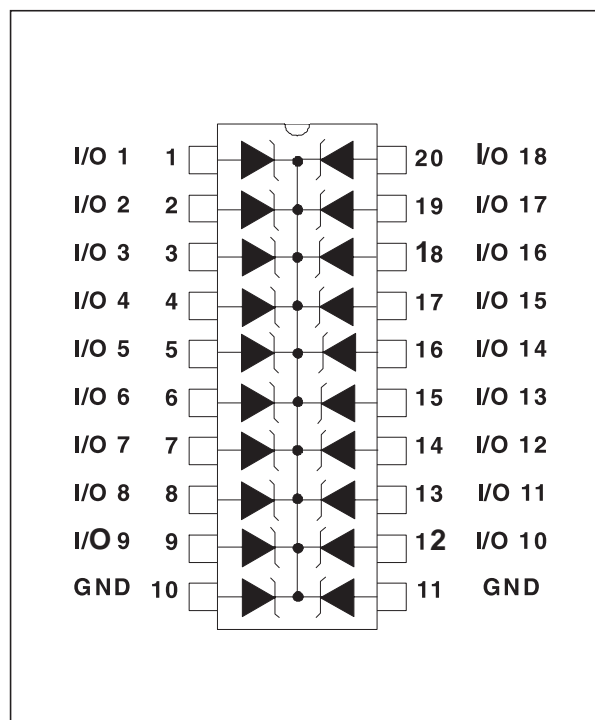 I/O 1 1 20 I/O 18
I/O 2 2 19 I/O 17
I/O 3 3 18 I/O 16
I/O 4 4 17 I/O 15
I/O 5 5 16 I/O 14
I/O 6 6 15 I/O 13
I/O 7 7 14 I/O 12
I/O 8 8 13 I/O 11
I/O 9 9 12 I/O 10
GND 10 11 GND